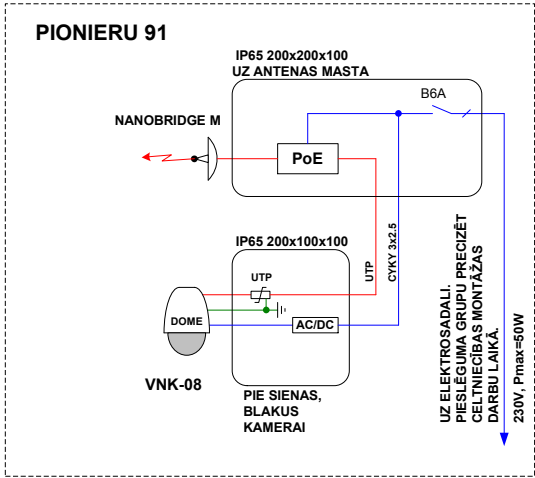 PIONIERU 91
IP65 200x200x100
UZ ANTENAS MASTA
B6A
NANOBRIDGE M
PoE
IP65 200x100x100
UTP
UTP
CYKY 3x2.5
DOME
AC/DC
VNK-08
PIE SIENAS,
BLAKUS
KAMERAI
UZ ELEKTROSADALI.
PIESLĒGUMA GRUPU PRECIZĒT
CELTNIECĪBAS MONTĀŽAS
DARBU LAIKĀ.
230V, Pmax=50W